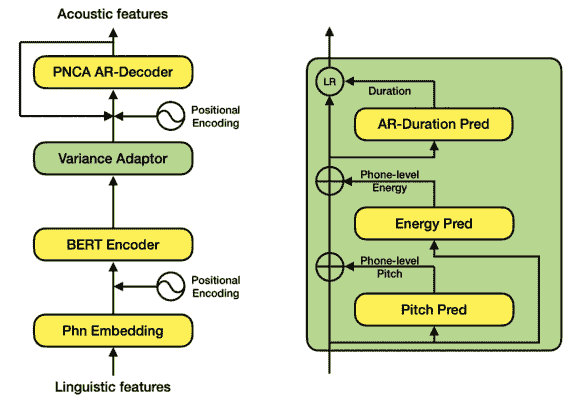 Acoustic features
PNCA AR-Decoder
Positional
Encoding
Variance Adaptor
BERT Encoder
Positional
Encoding
Phn Embedding
Linguistic features
LR
Duration
AR-Duration Pred
Phone-level
Energy
Energy Pred
Phone-level
Pitch
Pitch Pred